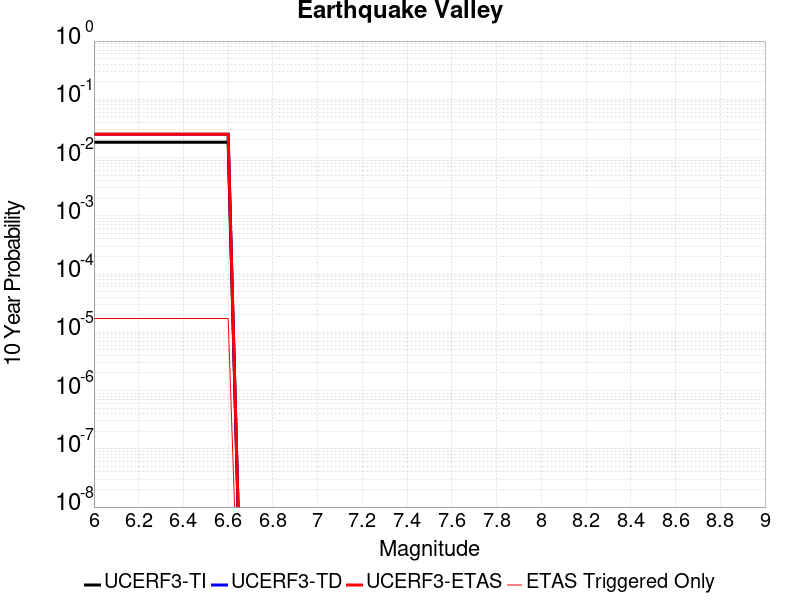 Earthquake Valley
10^0
10^-1
10^-2
10^-3
10^-4
10^-5
10^-6
10^-7
10^-8
10 Year Probability
6 6.2 6.4 6.6 6.8 7 7.2 7.4 7.6 7.8 8 8.2 8.4 8.6 8.8 9
Magnitude
UCERF3-TI UCERF3-TD UCERF3-ETAS ETAS Triggered Only